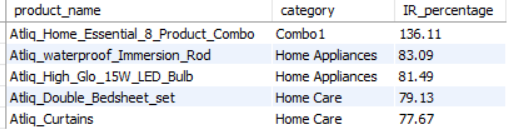 product_name category IR_percentage
Atliq_Home_Essential_8_Product_Combo Combo1 136.11
Atliq_waterproof_Immersion_Rod Home Appliances 83.09
Atliq_High_Glo_15W_LED_Bulb Home Appliances 81.49
Atliq_Double_Bedsheet_set Home Care 79.13
Atliq_Curtains Home Care 77.67